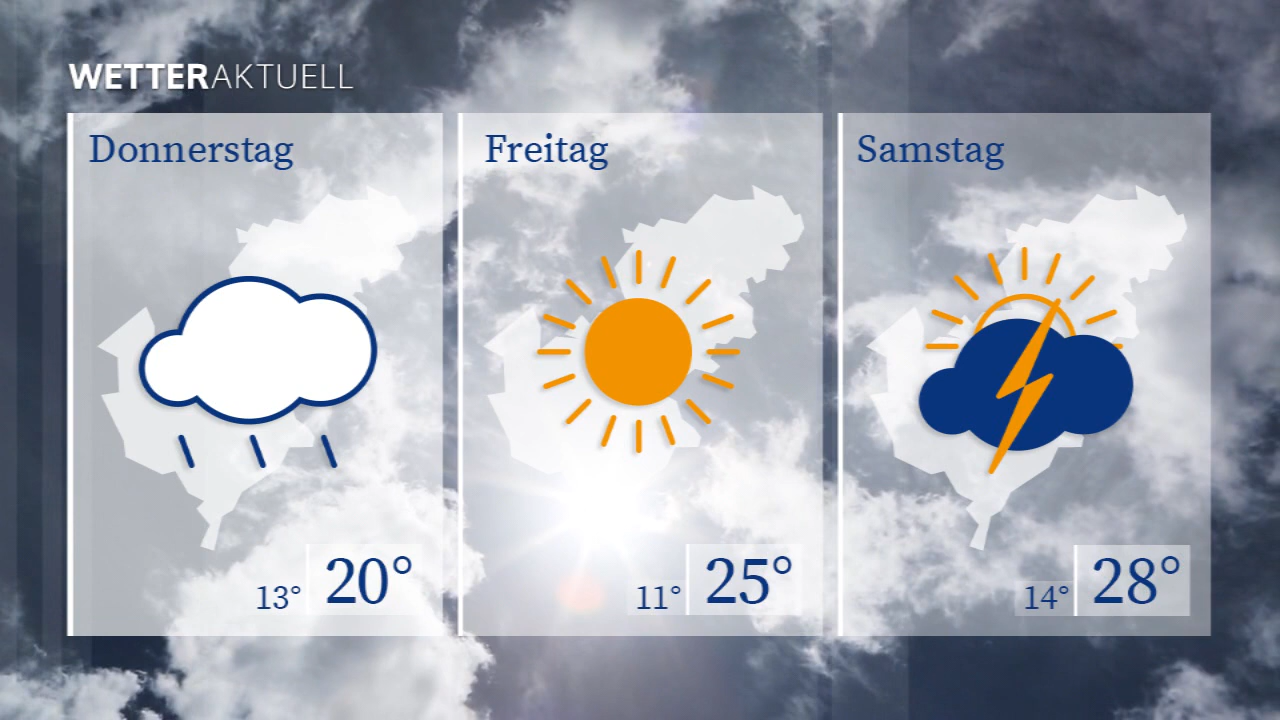 WETTERAKTUELL
Donnerstag
Freitag
Samstag
13° 20°
11° 25°
14° 28°